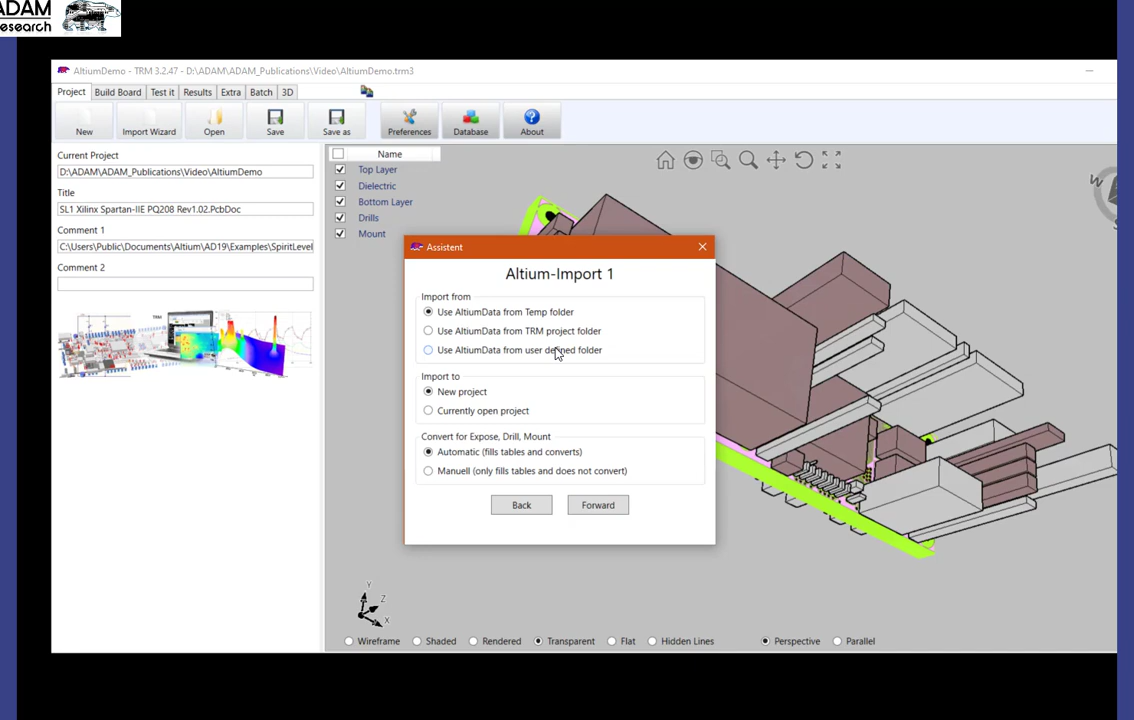 ADAM
esearch
AltiumDemo - TRM 3.2.47 - D:\ADAM\ADAM_Publications\Video\AltiumDemo.trm3
Project Build Board Test it Results Extra Batch 3D
New Import Wizard Open Save Save as Preferences Database About
Current Project
D:\ADAM\ADAM_Publications\Video\AltiumDemo
Title
SL1 Xilinx Spartan-IIE PQ208 Rev1.02.PcbDoc
Comment 1
C:\Users\Public\Documents\Altium\AD19\Examples\SpiritLevel
Comment 2
TRM
Name
Top Layer
Dielectric
Bottom Layer
Drills
Mount
W
Assistent
Altium-Import 1
Import from
Use AltiumData from Temp folder
Use AltiumData from TRM project folder
Use AltiumData from user defined folder
Import to
New project
Currently open project
Convert for Expose, Drill, Mount
Automatic (fills tables and converts)
Manuell (only fills tables and does not convert)
Back Forward
Y
Z
X
Wireframe Shaded Rendered Transparent Flat Hidden Lines Perspective Parallel